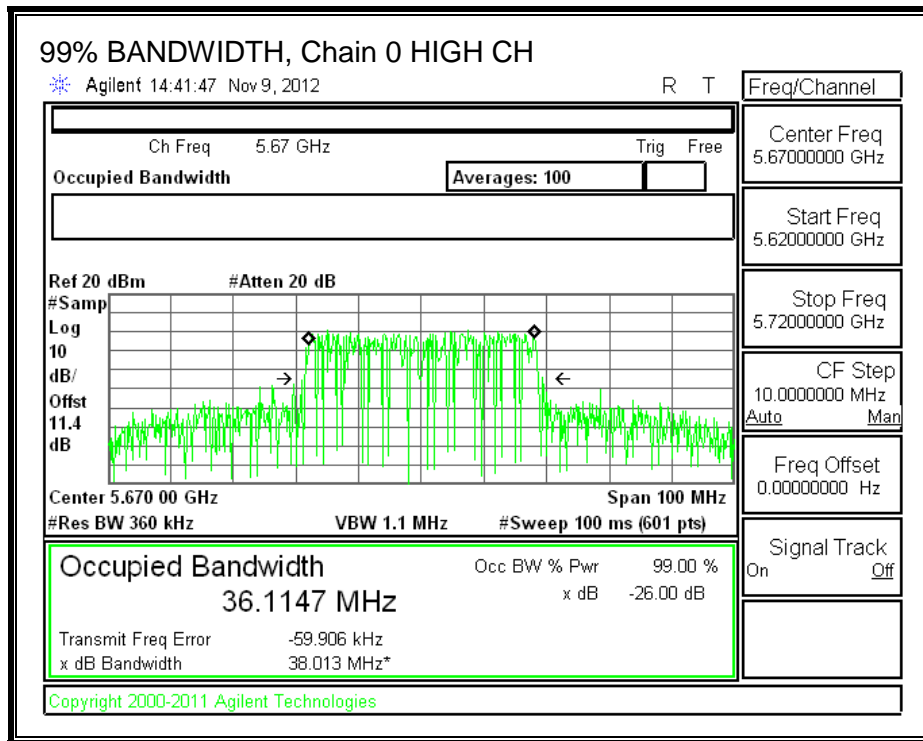 99% BANDWIDTH, Chain 0 HIGH CH
Agilent 14:41:47 Nov 9, 2012 R T
Ch Freq 5.67 GHz Trig Free
Occupied Bandwidth Averages: 100
Ref 20 dBm #Atten 20 dB
#Samp
Log
10
dB/
Offst
11.4
dB
Center 5.670 00 GHz Span 100 MHz
#Res BW 360 kHz VBW 1.1 MHz #Sweep 100 ms (601 pts)
Occupied Bandwidth Occ BW % Pwr 99.00 %
36.1147 MHz x dB -26.00 dB
Transmit Freq Error -59.906 kHz
x dB Bandwidth 38.013 MHz*
Copyright 2000-2011 Agilent Technologies
Freq/Channel
Center Freq
5.67000000 GHz
Start Freq
5.62000000 GHz
Stop Freq
5.72000000 GHz
CF Step
10.0000000 MHz
Auto Man
Freq Offset
0.00000000 Hz
Signal Track
On Off